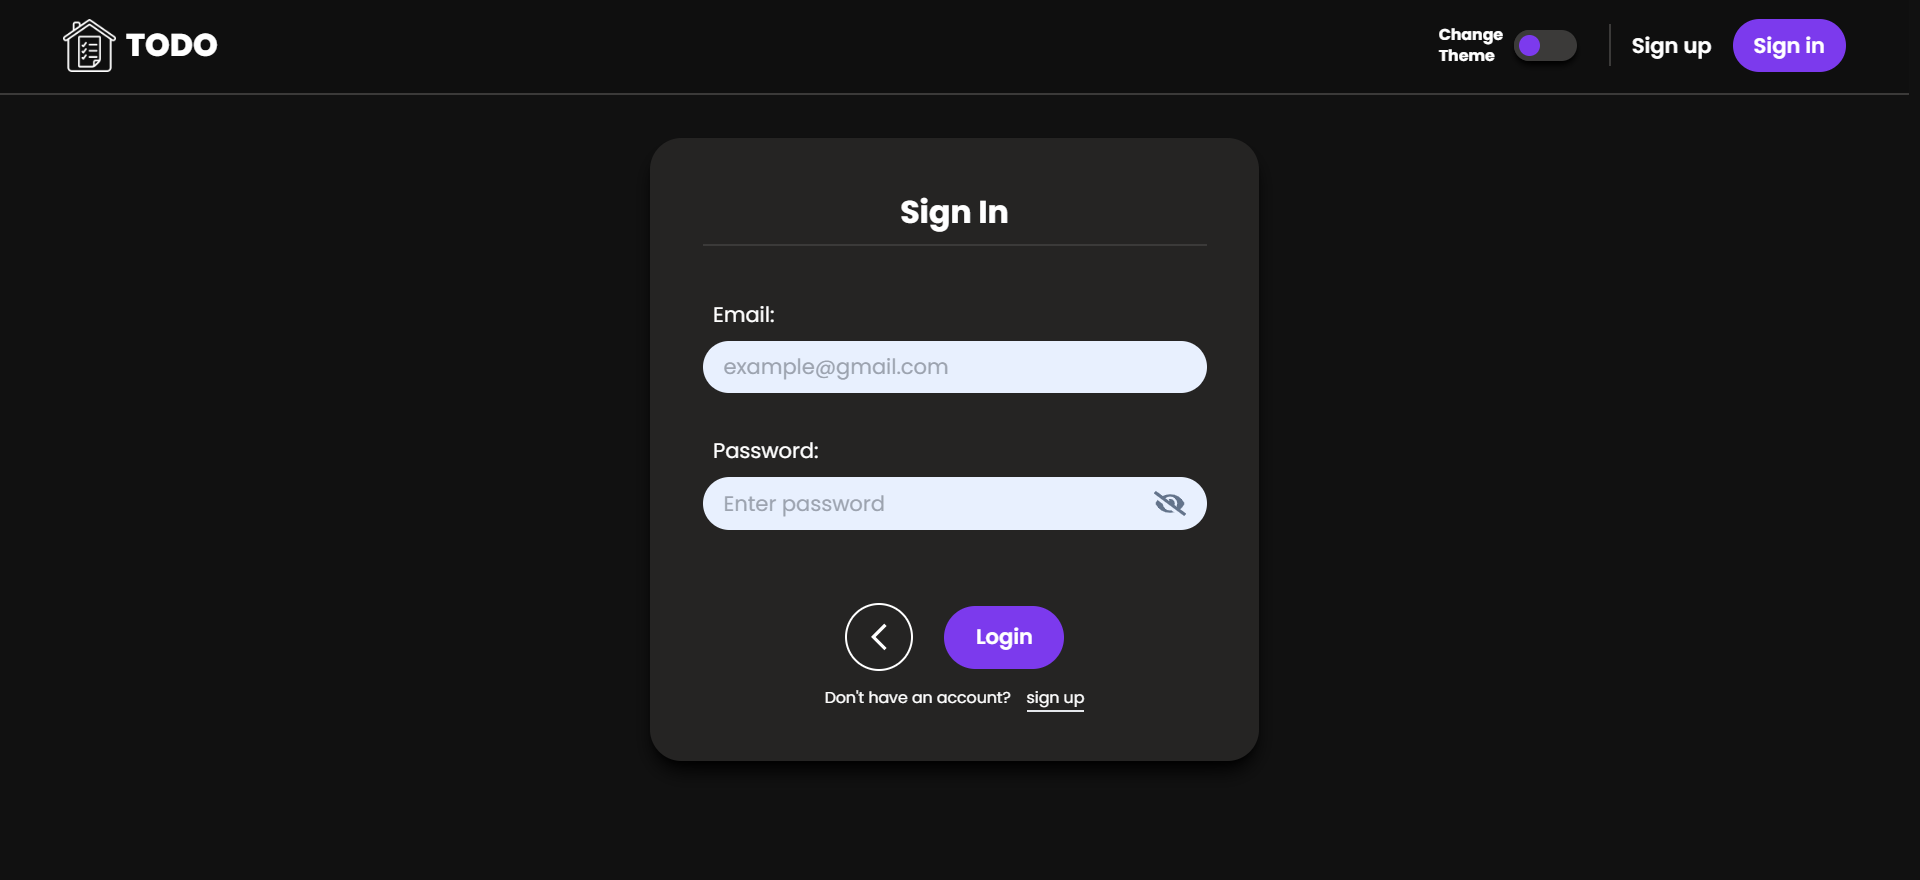 TODO
Change
Theme
Sign up
Sign in
Sign In
Email:
example@gmail.com
Password:
Enter password
Login
Don't have an account? sign up